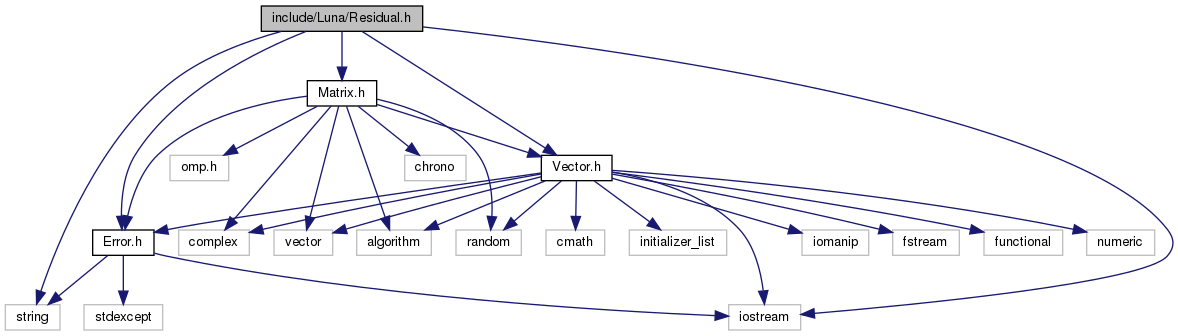 include/Luna/Residual.h
Matrix.h
omp.h
chrono
Vector.h
Error.h
complex
vector
algorithm
random
cmath
initializer_list
iomanip
fstream
functional
numeric
string
stdexcept
iostream